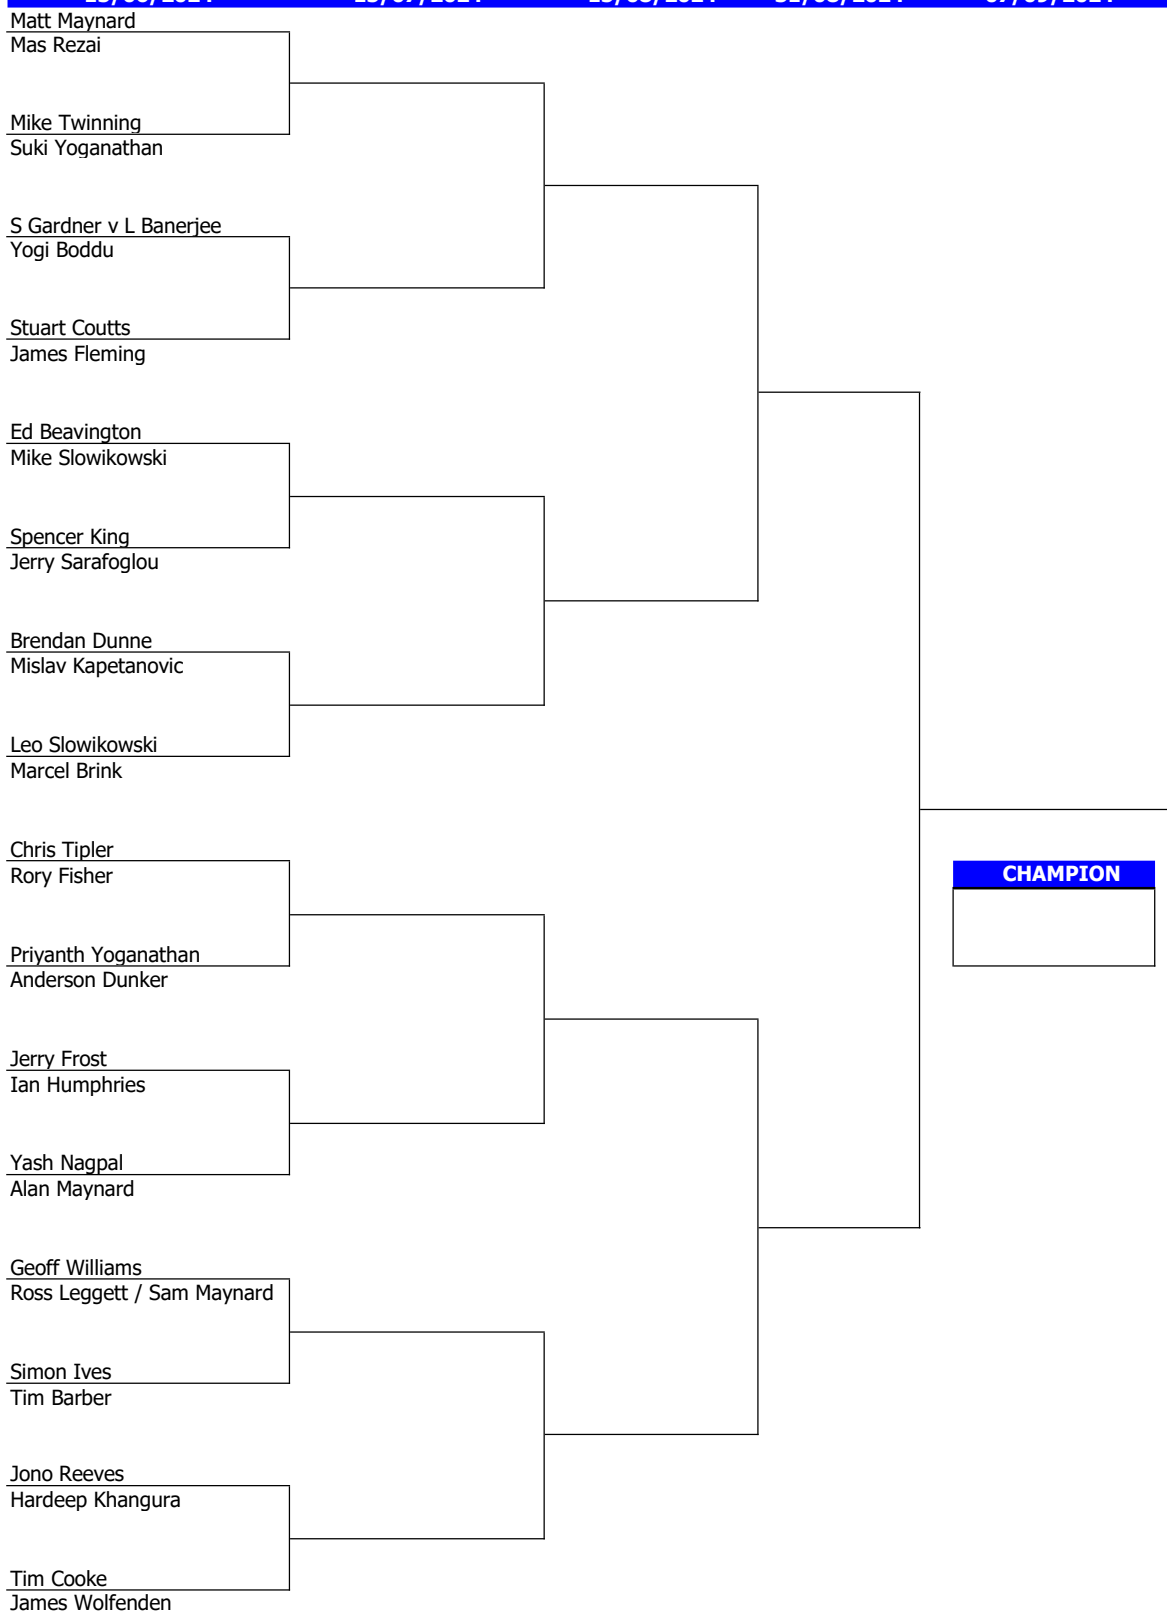 Matt Maynard
Mas Rezai
Mike Twinning
Suki Yoganathan
S Gardner v L Banerjee
Yogi Boddu
Stuart Coutts
James Fleming
Ed Beavington
Mike Slowikowski
Spencer King
Jerry Sarafoglou
Brendan Dunne
Mislav Kapetanovic
Leo Slowikowski
Marcel Brink
Chris Tipler
Rory Fisher
CHAMPION
Priyanth Yoganathan
Anderson Dunker
Jerry Frost
Ian Humphries
Yash Nagpal
Alan Maynard
Geoff Williams
Ross Leggett / Sam Maynard
Simon Ives
Tim Barber
Jono Reeves
Hardeep Khangura
Tim Cooke
James Wolfenden